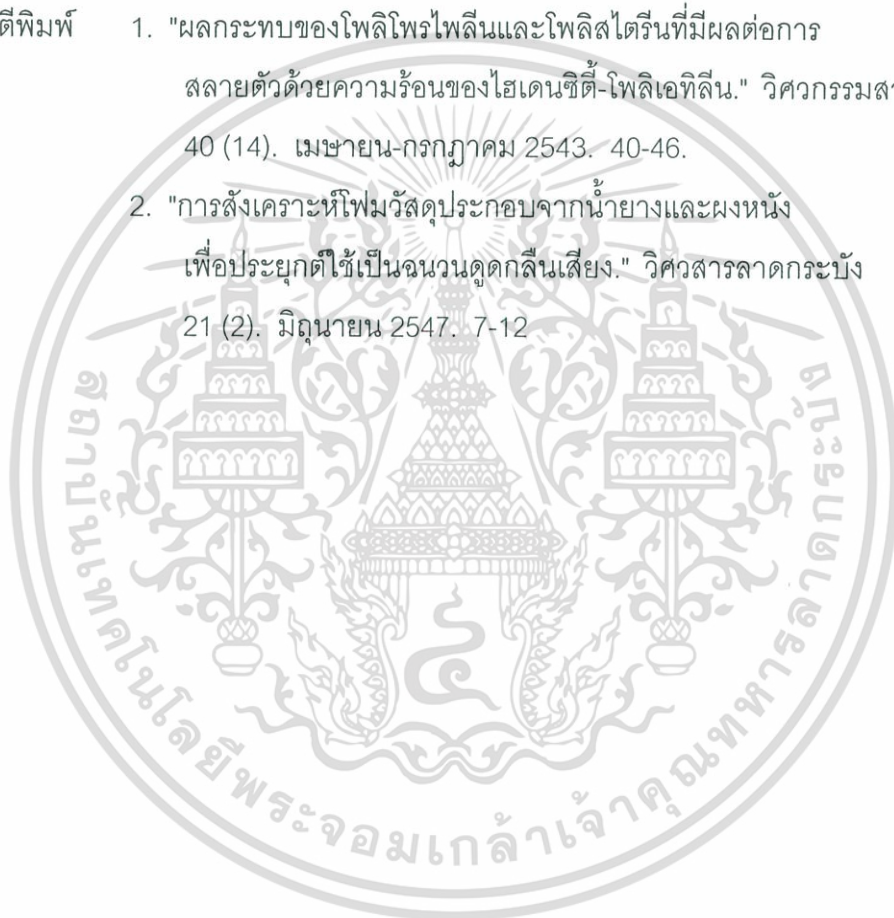 ตีพิมพ์ 1. "ผลกระทบของโพลิโพรไพลีนและโพลิสไตรีนที่มีผลต่อการ
สลายตัวด้วยความร้อนของไฮเดนซิตี้-โพลิเอทิลีน." วิศวกรรมสา
40 (14). เมษายน-กรกฎาคม 2543. 40-46.
2. "การสังเคราะห์โฟมวัสดุประกอบจากน้ำยางและผงหนัง
เพื่อประยุกต์ใช้เป็นฉนวนดูดกลืนเสียง." วิศวสารลาดกระบัง
21 (2). มิถุนายน 2547. 7-12
สถาบันเทคโนโลยีพระจอมเกล้าเจ้าคุณทหารลาดกระบัง